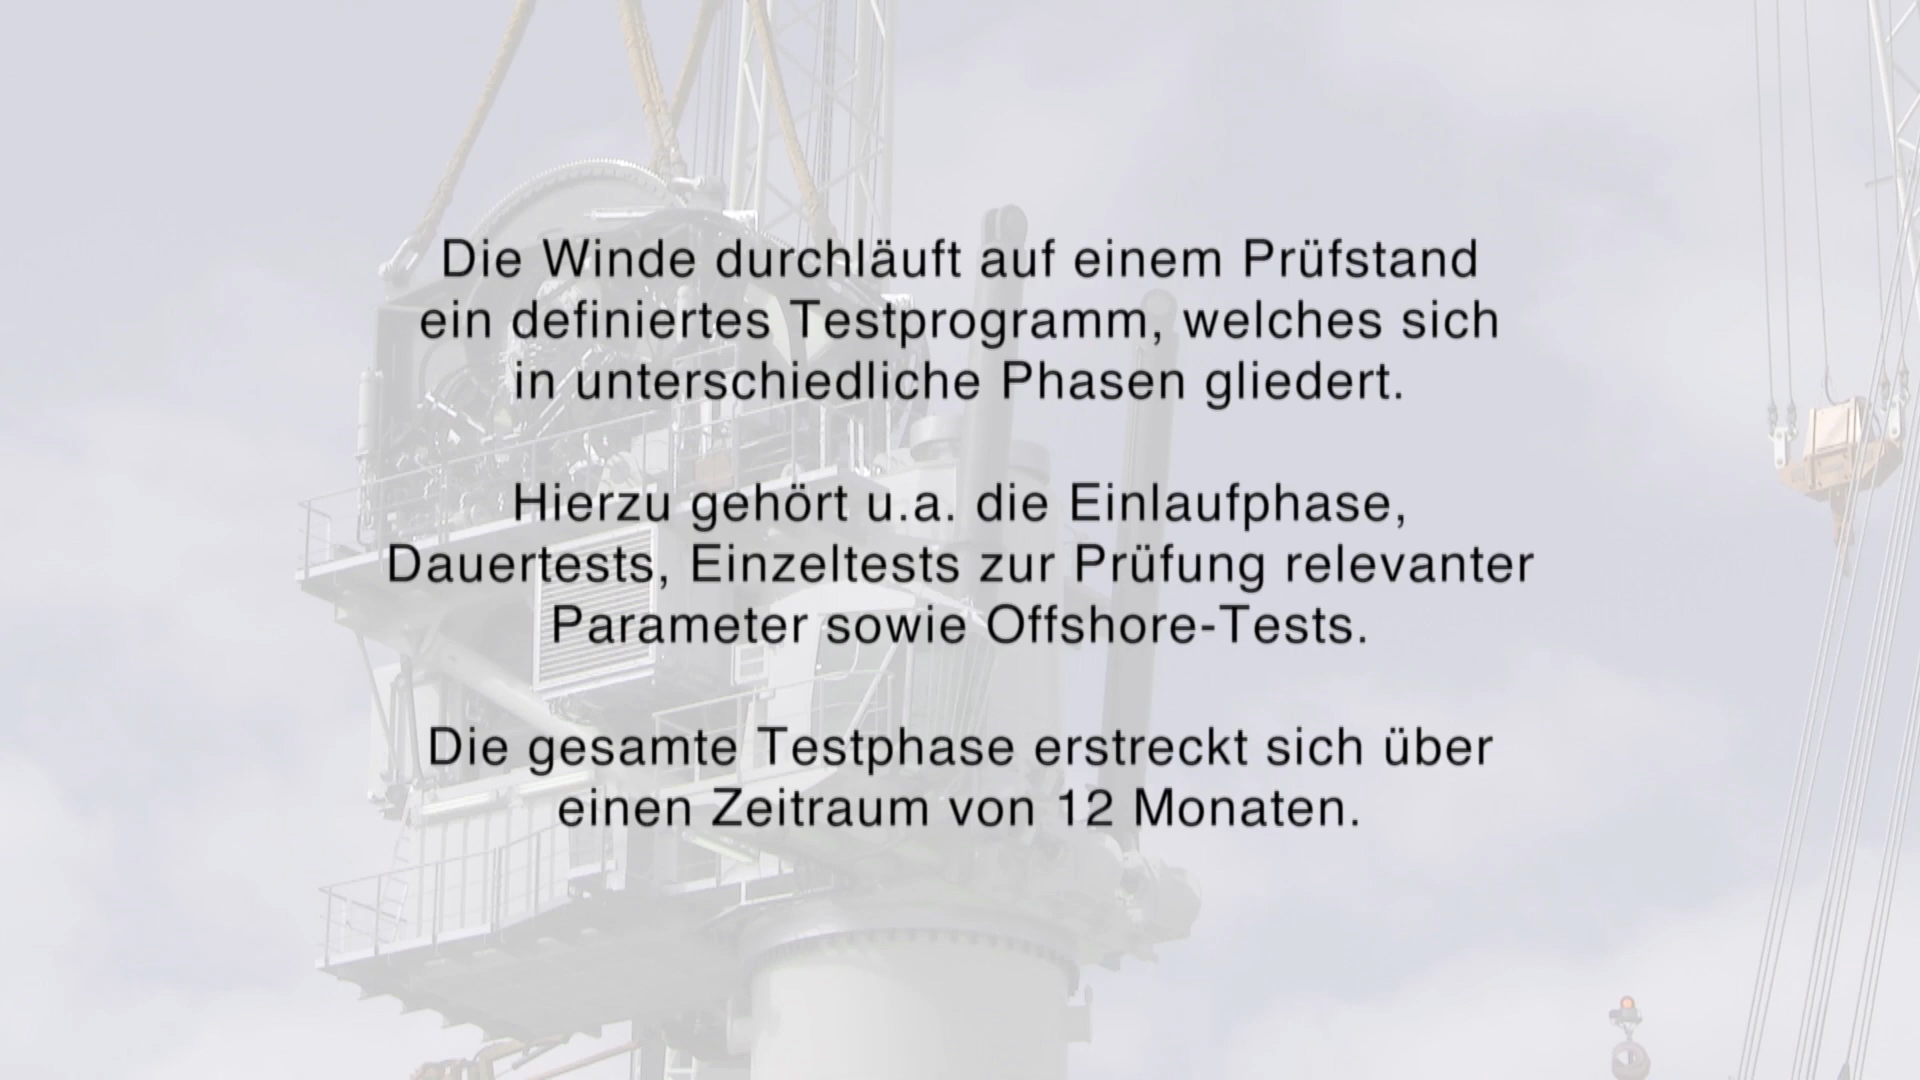 Die Winde durchläuft auf einem Prüfstand
ein definiertes Testprogramm, welches sich
in unterschiedliche Phasen gliedert.
Hierzu gehört u.a. die Einlaufphase,
Dauertests, Einzeltests zur Prüfung relevanter
Parameter sowie Offshore-Tests.
Die gesamte Testphase erstreckt sich über
einen Zeitraum von 12 Monaten.